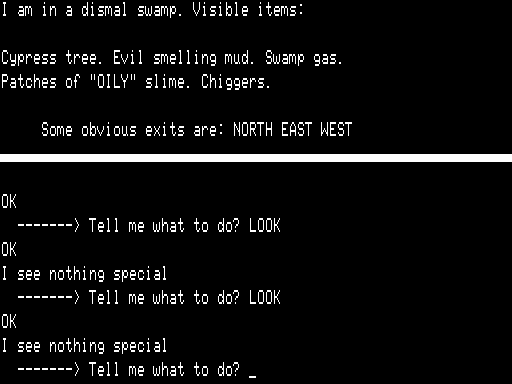 I am in a dismal swamp. Visible items:
Cypress tree. Evil smelling mud. Swamp gas.
Patches of "OILY" slime. Chiggers.
Some obvious exits are: NORTH EAST WEST
OK
-------> Tell me what to do? LOOK
OK
I see nothing special
-------> Tell me what to do? LOOK
OK
I see nothing special
-------> Tell me what to do? _